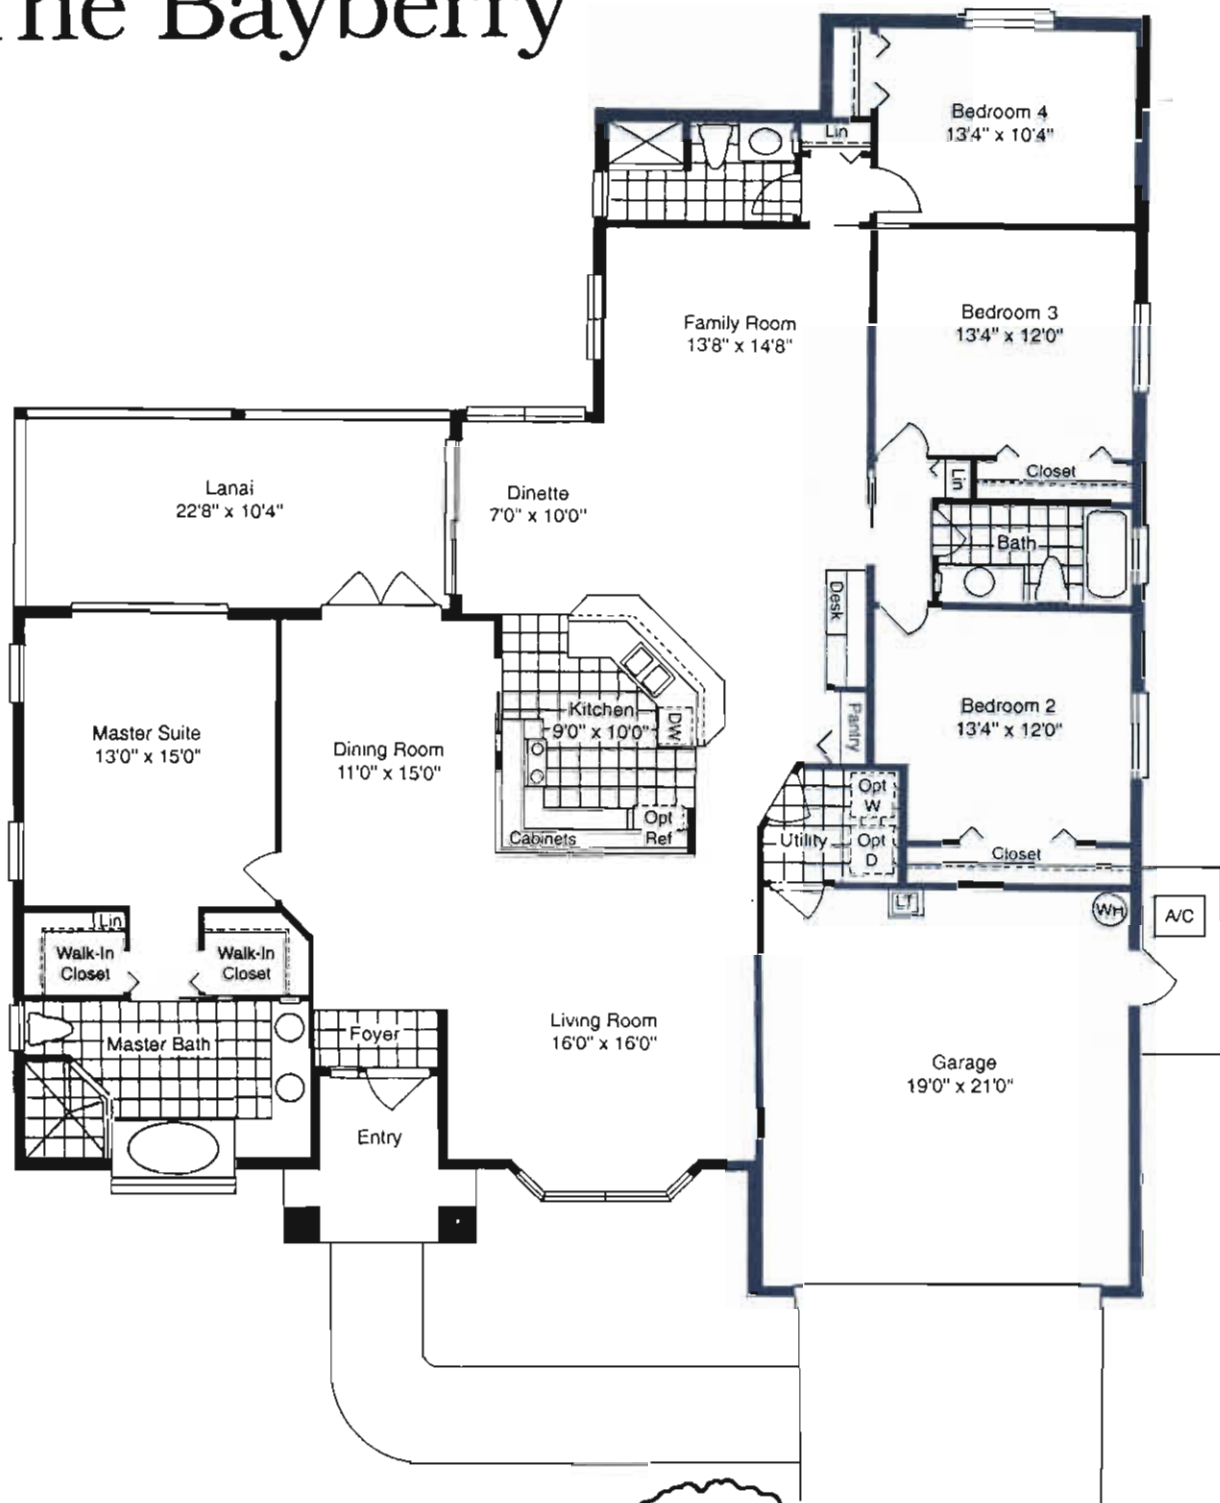 The Bayberry
Bedroom 4
13'4" x 10'4"
Lin
Bedroom 3
13'4" x 12'0"
Family Room
13'8" x 14'8"
Lin
Closet
Lanai
22'8" x 10'4"
Dinette
7'0" x 10'0"
Bath
Desk
Kitchen
9'0" x 10'0"
DW
Pantry
Bedroom 2
13'4" x 12'0"
Master Suite
13'0" x 15'0"
Dining Room
11'0" x 15'0"
Opt
W
Opt
Ref
Cabinets
Utility
Opt
D
Closet
LT
WH
A/C
Lin
Walk-In
Closet
Walk-In
Closet
Master Bath
Foyer
Living Room
16'0" x 16'0"
Garage
19'0" x 21'0"
Entry